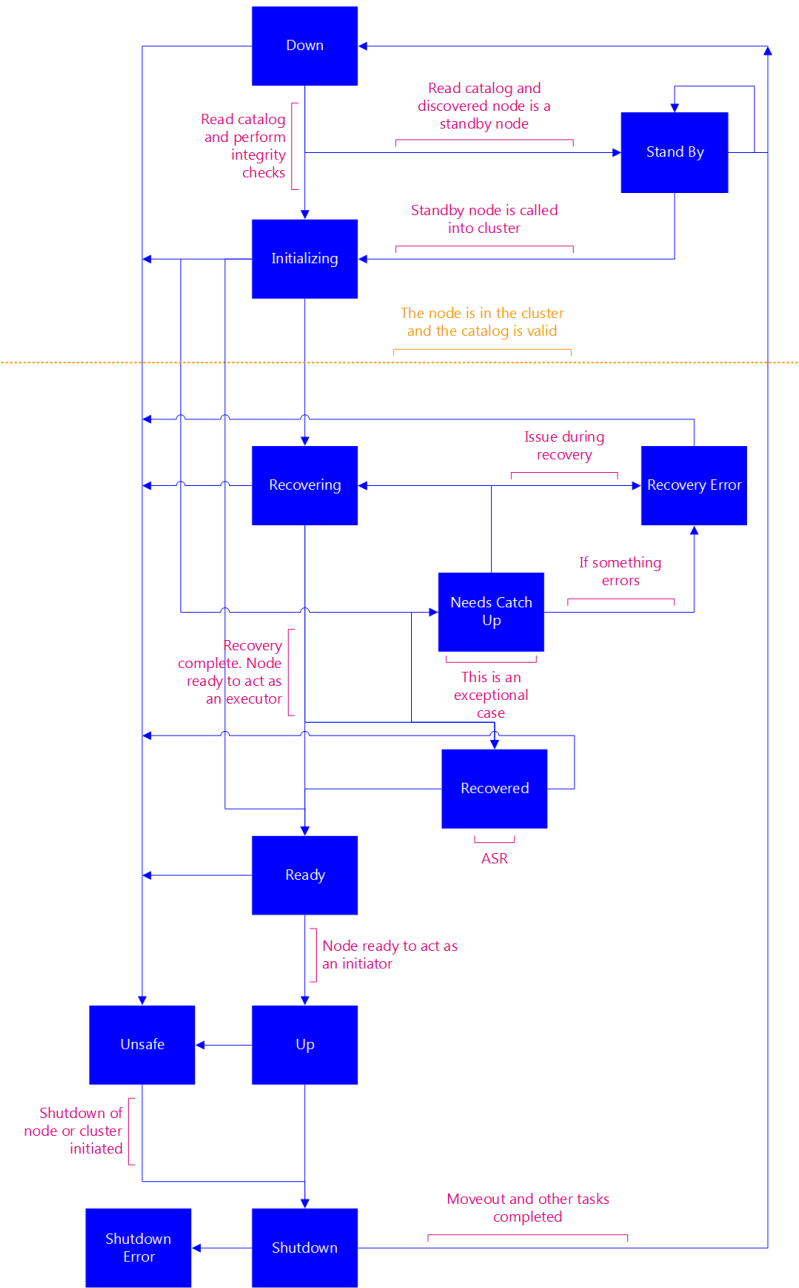 Down
Read catalog and
discovered node is a
standby node
Read catalog
and perform
integrity
checks
Stand By
Standby node is called
into cluster
Initializing
The node is in the cluster
and the catalog is valid
Issue during
recovery
Recovering
Recovery Error
If something
errors
Needs Catch
Up
Recovery
complete. Node
ready to act as
an executor
This is an
exceptional
case
Recovered
ASR
Ready
Node ready to act as
an initiator
Unsafe
Up
Shutdown of
node or cluster
initiated
Moveout and other tasks
completed
Shutdown
Error
Shutdown